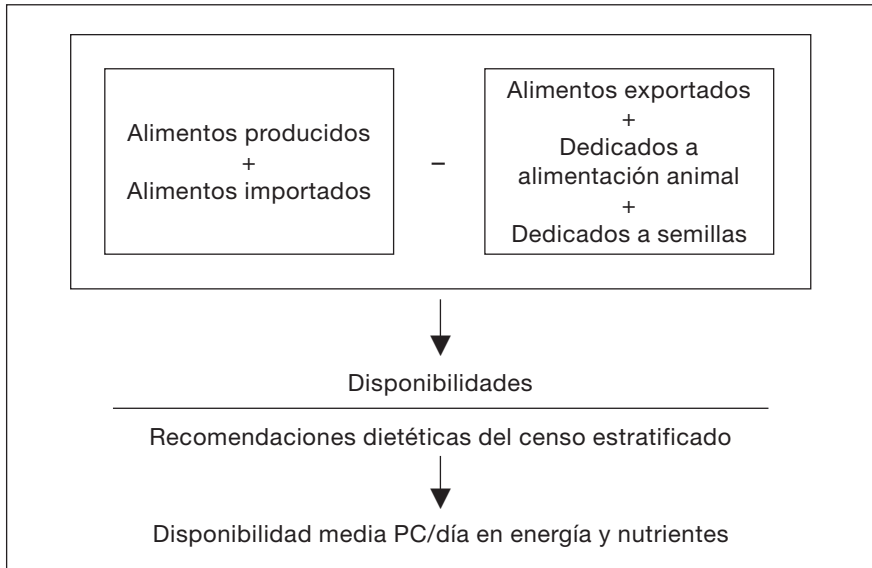 Alimentos producidos
+
Alimentos importados
–
Alimentos exportados
+
Dedicados a
alimentación animal
+
Dedicados a semillas
Disponibilidades
Recomendaciones dietéticas del censo estratificado
Disponibilidad media PC/día en energía y nutrientes